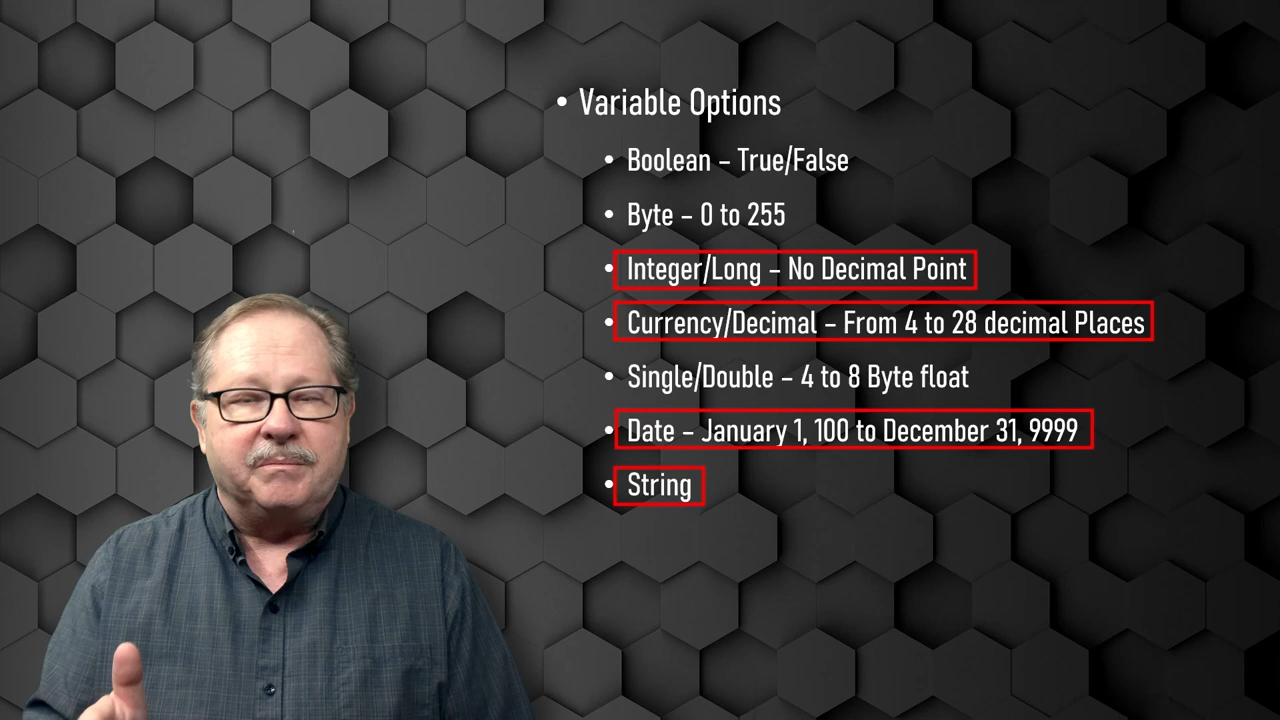 • Variable Options
• Boolean – True/False
• Byte – 0 to 255
• Integer/Long – No Decimal Point
• Currency/Decimal – From 4 to 28 decimal Places
• Single/Double – 4 to 8 Byte float
• Date – January 1, 100 to December 31, 9999
• String